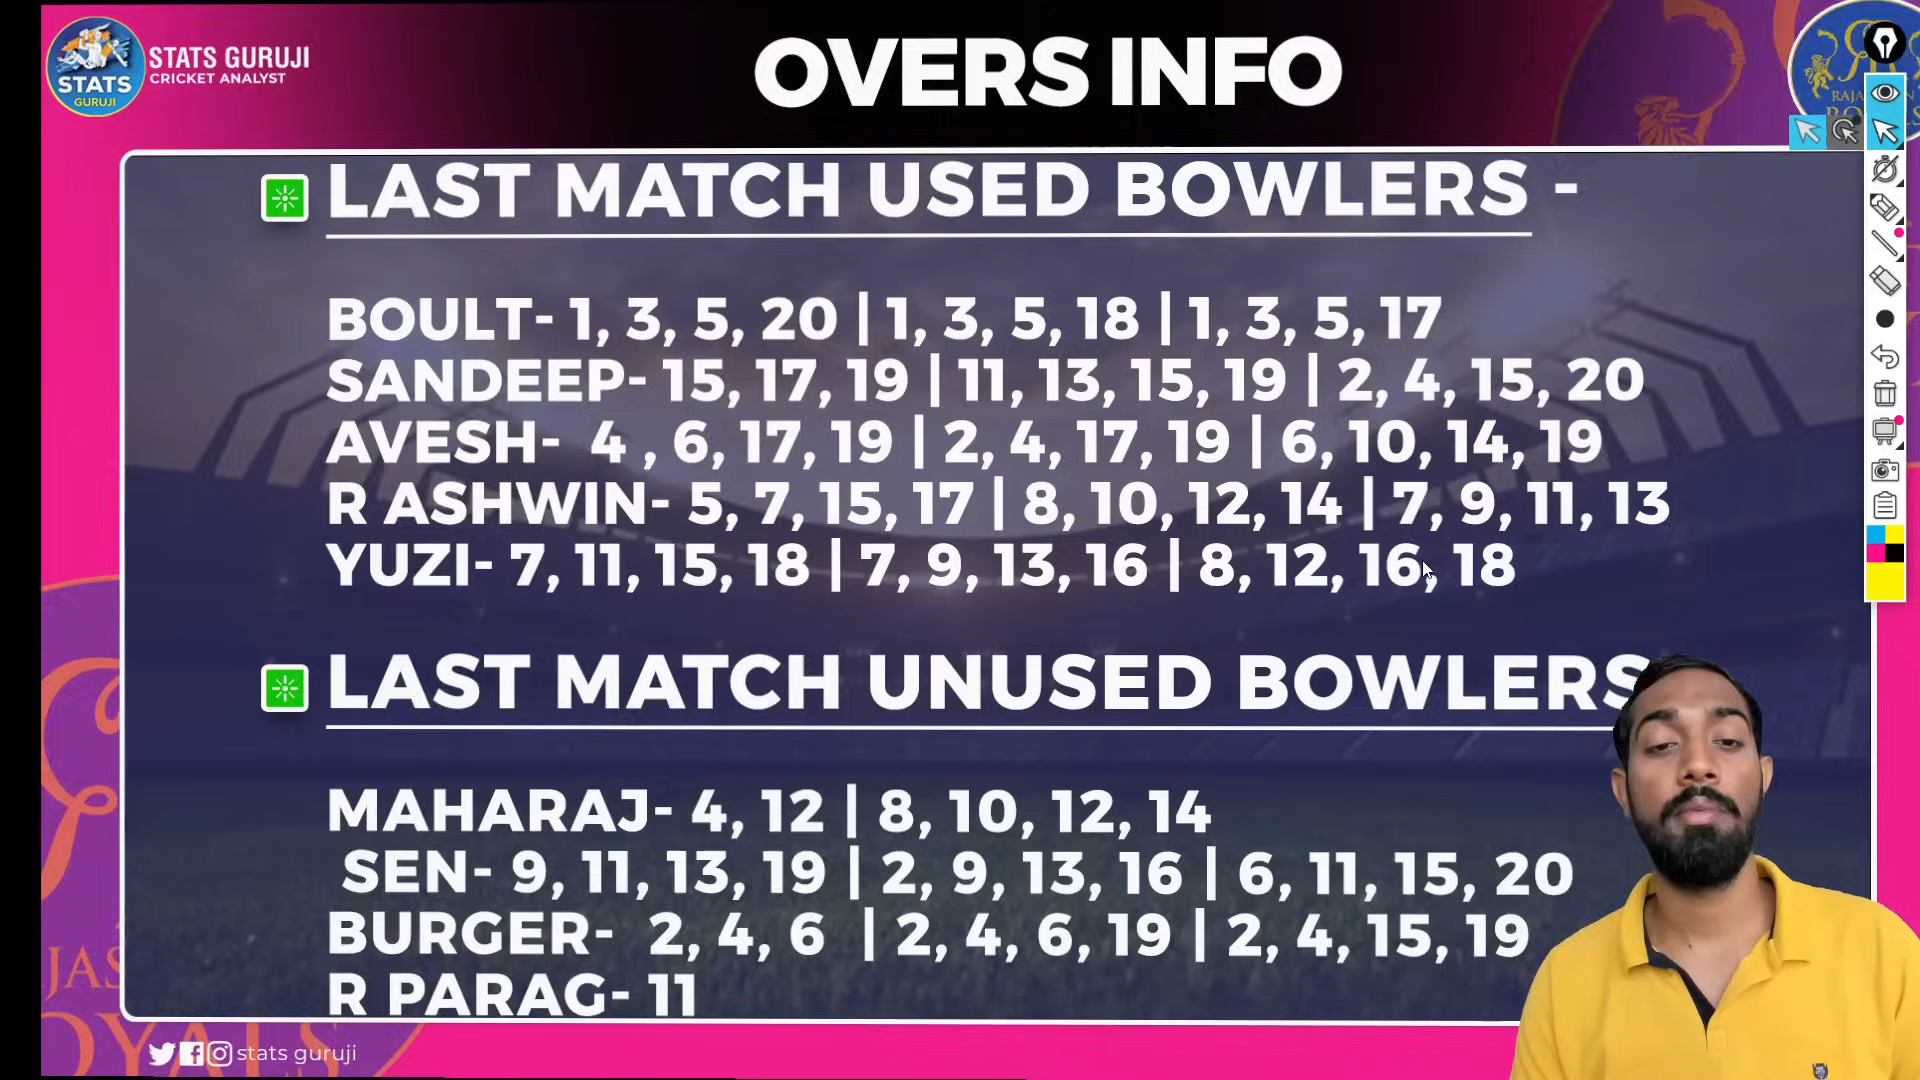 STATS GURUJI
CRICKET ANALYST
STATS
GURUJI
OVERS INFO
LAST MATCH USED BOWLERS -
BOULT- 1, 3, 5, 20 | 1, 3, 5, 18 | 1, 3, 5, 17
SANDEEP- 15, 17, 19 | 11, 13, 15, 19 | 2, 4, 15, 20
AVESH- 4 , 6, 17, 19 | 2, 4, 17, 19 | 6, 10, 14, 19
R ASHWIN- 5, 7, 15, 17 | 8, 10, 12, 14 | 7, 9, 11, 13
YUZI- 7, 11, 15, 18 | 7, 9, 13, 16 | 8, 12, 16, 18
LAST MATCH UNUSED BOWLERS
MAHARAJ- 4, 12 | 8, 10, 12, 14
SEN- 9, 11, 13, 19 | 2, 9, 13, 16 | 6, 11, 15, 20
BURGER- 2, 4, 6 | 2, 4, 6, 19 | 2, 4, 15, 19
R PARAG- 11
stats guruji